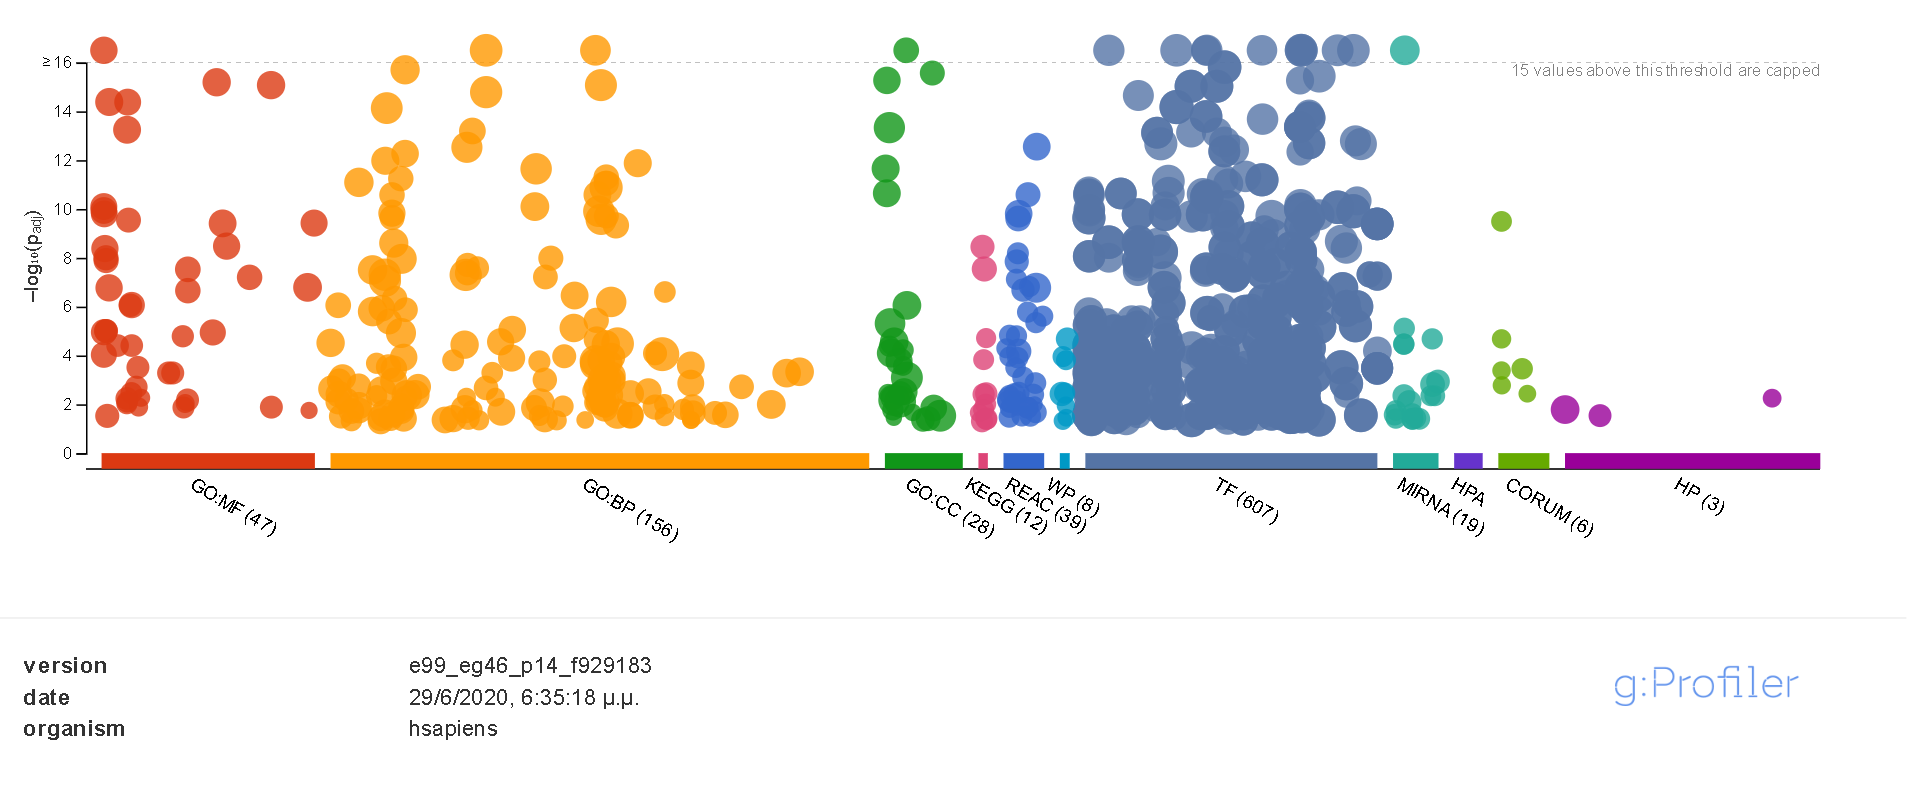 ≥ 16
15 values above this threshold are capped
14
12
10
8
6
4
2
0
−log₁₀(padj)
GO:MF (47)
GO:BP (156)
GO:CC (28)
KEGG (12)
REAC (39)
WP (8)
TF (607)
MIRNA (19)
HPA
CORUM (6)
HP (3)
version e99_eg46_p14_f929183
date 29/6/2020, 6:35:18 μ.μ.
organism hsapiens
g:Profiler